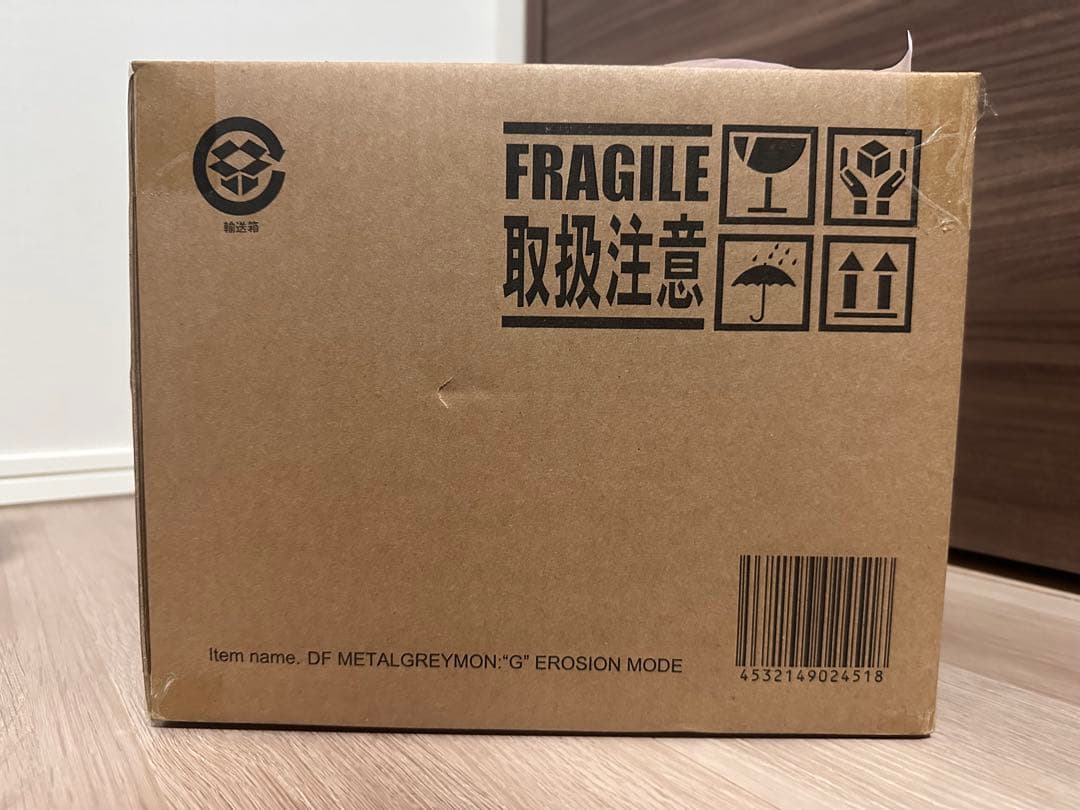 輸送箱
FRAGILE
取扱注意
Item name. DF METALGREYMON:“G” EROSION MODE
4532149024518